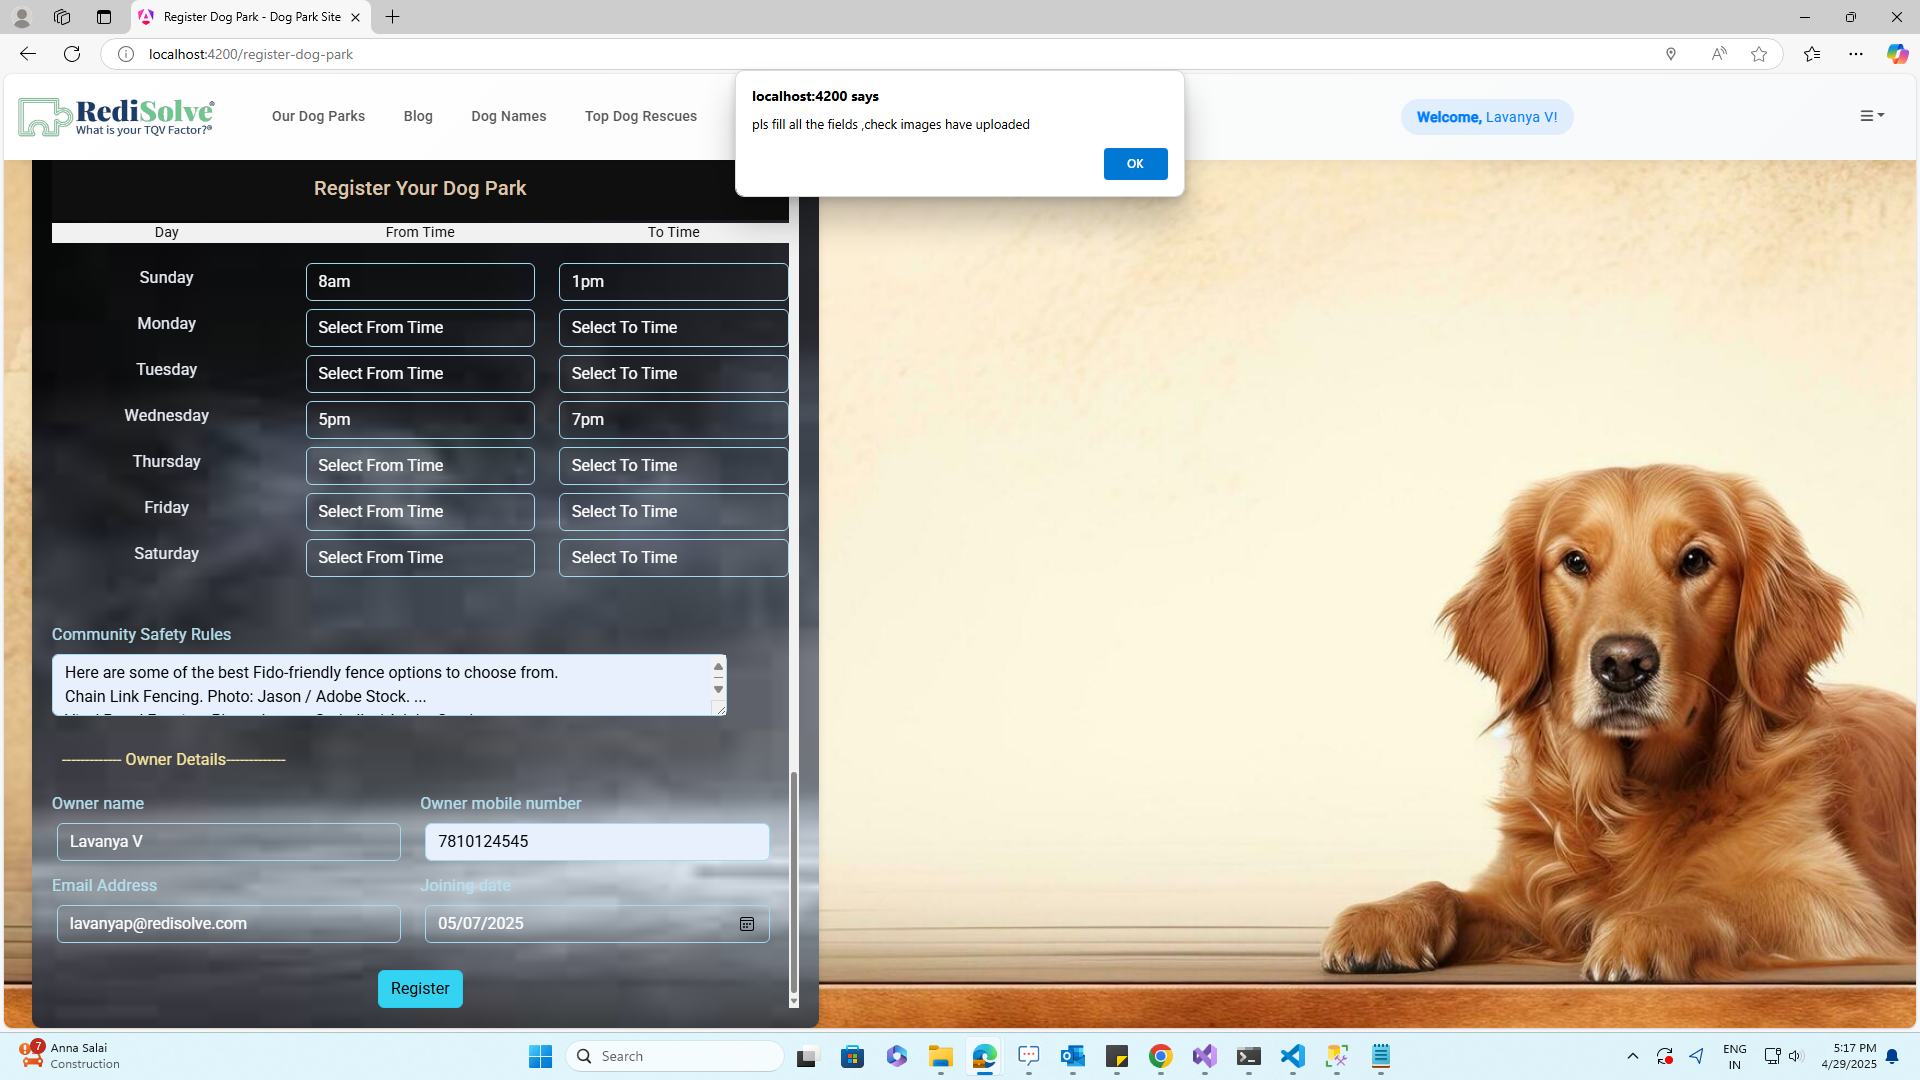 Register Dog Park - Dog Park Site
localhost:4200/register-dog-park
RediSolve®
What is your TQV Factor?®
Our Dog Parks
Blog
Dog Names
Top Dog Rescues
localhost:4200 says
pls fill all the fields ,check images have uploaded
OK
Welcome, Lavanya V!
Register Your Dog Park
Day From Time To Time
Sunday 8am 1pm
Monday Select From Time Select To Time
Tuesday Select From Time Select To Time
Wednesday 5pm 7pm
Thursday Select From Time Select To Time
Friday Select From Time Select To Time
Saturday Select From Time Select To Time
Community Safety Rules
Here are some of the best Fido-friendly fence options to choose from.
Chain Link Fencing. Photo: Jason / Adobe Stock. ...
------------- Owner Details-------------
Owner name Owner mobile number
Lavanya V 7810124545
Email Address Joining date
lavanyap@redisolve.com 05/07/2025
Register
7
Anna Salai
Construction
Search
ENG
IN
5:17 PM
4/29/2025